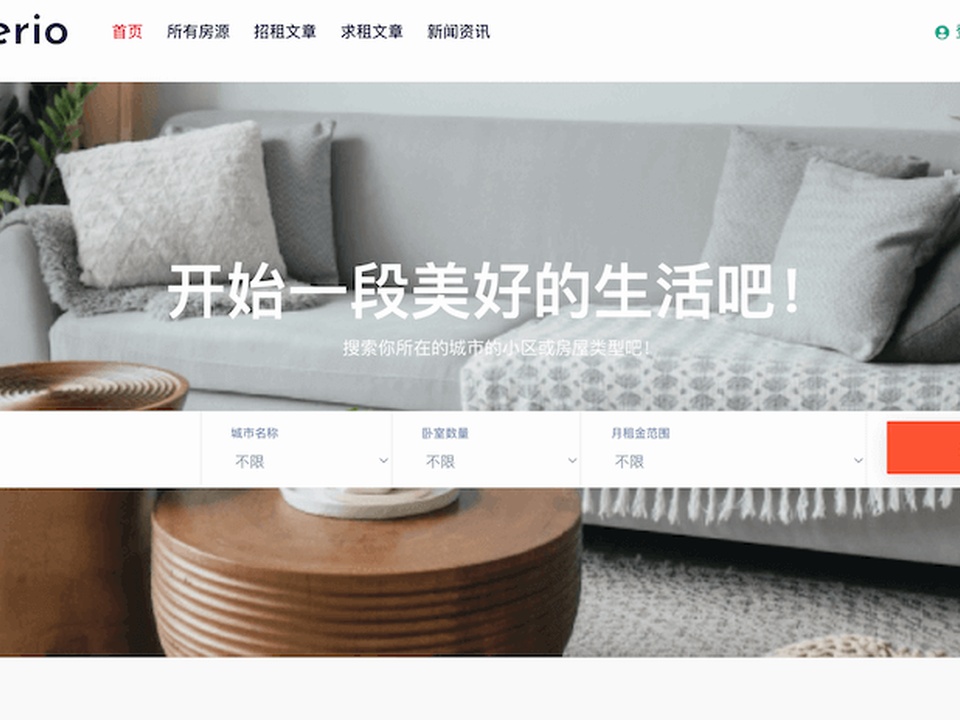 erio
首页 所有房源 招租文章 求租文章 新闻资讯
开始一段美好的生活吧！
搜索你所在的城市的小区或房屋类型吧！
城市名称 卧室数量 月租金范围
不限 不限 不限